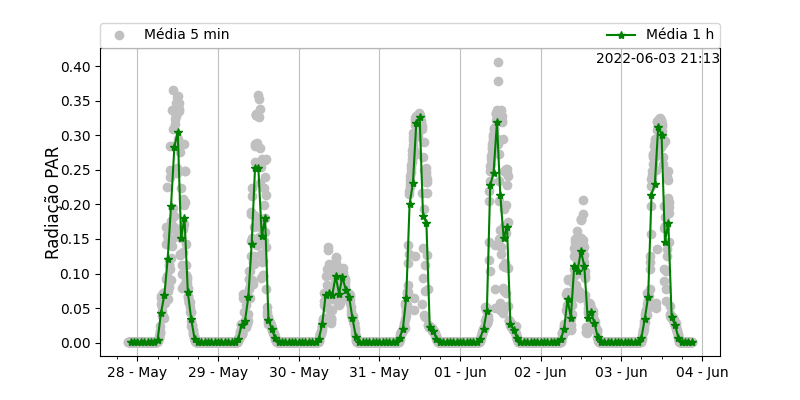 Média 5 min
Média 1 h
2022-06-03 21:13
Radiação PAR
0.40
0.35
0.30
0.25
0.20
0.15
0.10
0.05
0.00
28 - May
29 - May
30 - May
31 - May
01 - Jun
02 - Jun
03 - Jun
04 - Jun